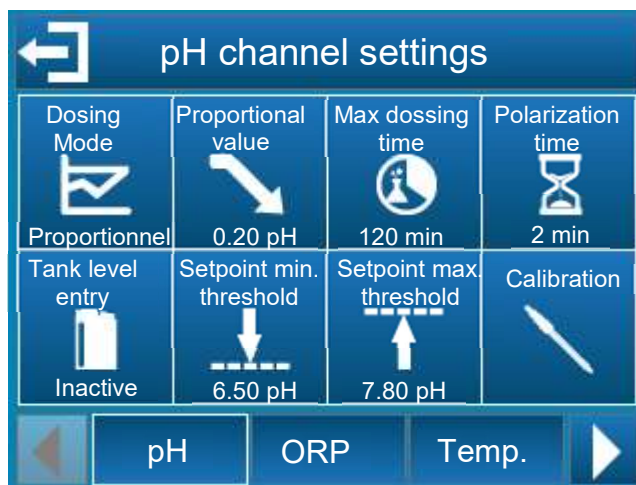 pH channel settings
Dosing
Mode
Proportionnel
Proportional
value
0.20 pH
Max dossing
time
120 min
Polarization
time
2 min
Tank level
entry
Inactive
Setpoint min.
threshold
6.50 pH
Setpoint max.
threshold
7.80 pH
Calibration
pH
ORP
Temp.